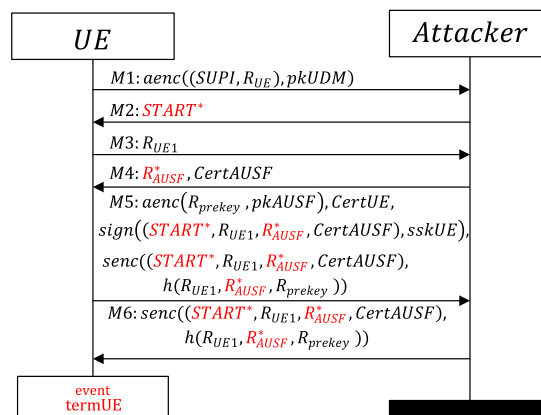 UE
Attacker
M1: aenc((SUPI, R_UE), pkUDM)
M2: START*
M3: R_UE1
M4: R*_AUSF, CertAUSF
M5: aenc(R_prekey, pkAUSF), CertUE,
sign((START*, R_UE1, R*_AUSF, CertAUSF), sskUE),
senc((START*, R_UE1, R*_AUSF, CertAUSF),
h(R_UE1, R*_AUSF, R_prekey))
M6: senc((START*, R_UE1, R*_AUSF, CertAUSF),
h(R_UE1, R*_AUSF, R_prekey))
event
termUE